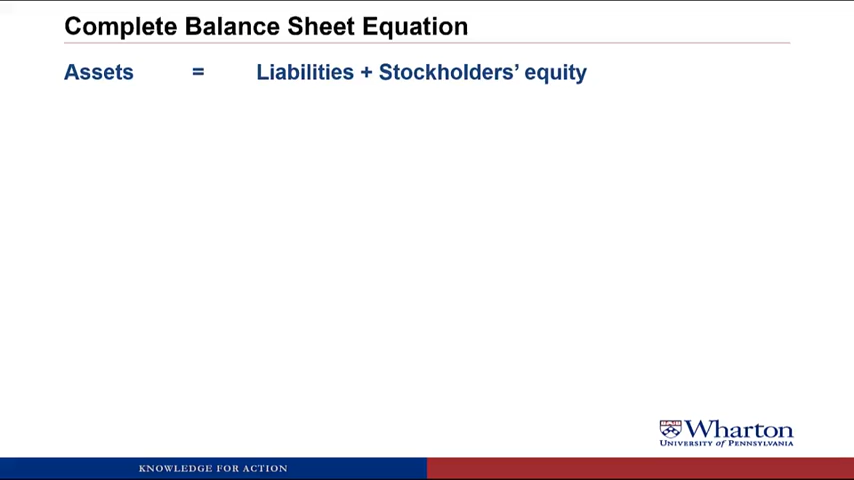 Complete Balance Sheet Equation
Assets = Liabilities + Stockholders’ equity
Wharton
UNIVERSITY of PENNSYLVANIA
KNOWLEDGE FOR ACTION